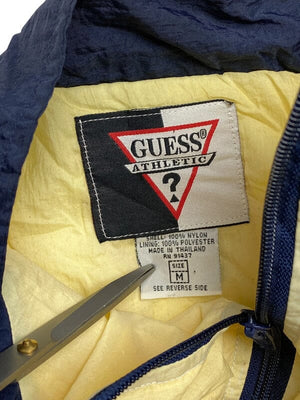 GUESS®
ATHLETIC
?
SHELL: 100% NYLON
LINING: 100% POLYESTER
MADE IN THAILAND
RN 91437
SIZE
M
SEE REVERSE SIDE